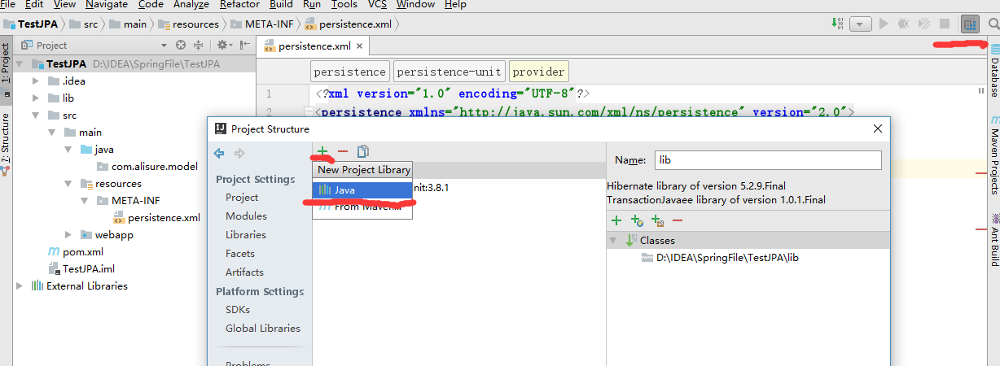 File Edit View Navigate Code Analyze Refactor Build Run Tools VCS Window Help
TestJPA src main resources META-INF persistence.xml
1: Project
7: Structure
Project
TestJPA D:\IDEA\SpringFile\TestJPA
.idea
lib
src
main
java
com.alisure.model
resources
META-INF
persistence.xml
webapp
pom.xml
TestJPA.iml
External Libraries
persistence.xml
persistence persistence-unit provider
1 <?xml version="1.0" encoding="UTF-8"?>
2 <persistence xmlns="http://java.sun.com/xml/ns/persistence" version="2.0">
Project Structure
Project Settings
Project
Modules
Libraries
Facets
Artifacts
Platform Settings
SDKs
Global Libraries
Problems
New Project Library
Java
From Maven...
nit:3.8.1
Name: lib
Hibernate library of version 5.2.9.Final
TransactionJavaee library of version 1.0.1.Final
Classes
D:\IDEA\SpringFile\TestJPA\lib
Database
Maven Projects
Ant Build